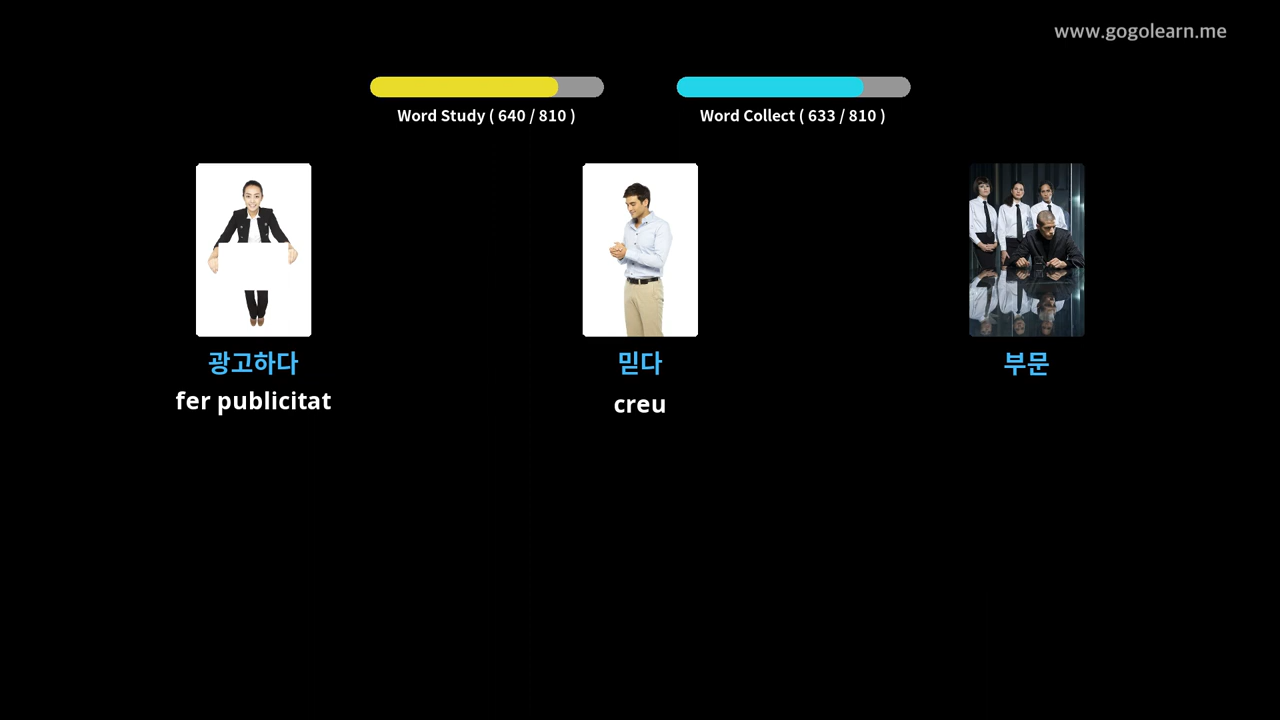 www.gogolearn.me
Word Study ( 640 / 810 )
Word Collect ( 633 / 810 )
광고하다
fer publicitat
믿다
creu
부문